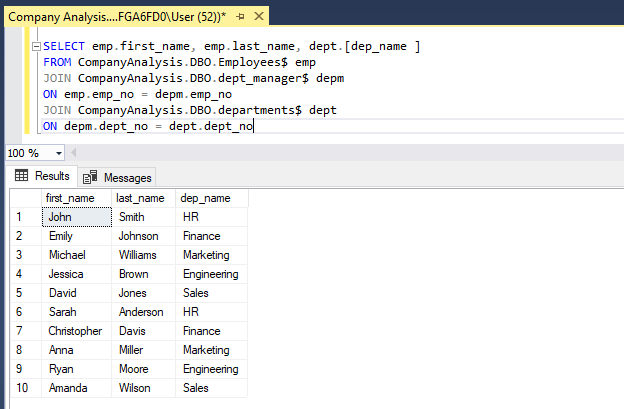 Company Analysis....FGA6FD0\User (52))*
SELECT emp.first_name, emp.last_name, dept.[dep_name ]
FROM CompanyAnalysis.DBO.Employees$ emp
JOIN CompanyAnalysis.DBO.dept_manager$ depm
ON emp.emp_no = depm.emp_no
JOIN CompanyAnalysis.DBO.departments$ dept
ON depm.dept_no = dept.dept_no
100 %
Results Messages
first_name last_name dep_name
1 John Smith HR
2 Emily Johnson Finance
3 Michael Williams Marketing
4 Jessica Brown Engineering
5 David Jones Sales
6 Sarah Anderson HR
7 Christopher Davis Finance
8 Anna Miller Marketing
9 Ryan Moore Engineering
10 Amanda Wilson Sales